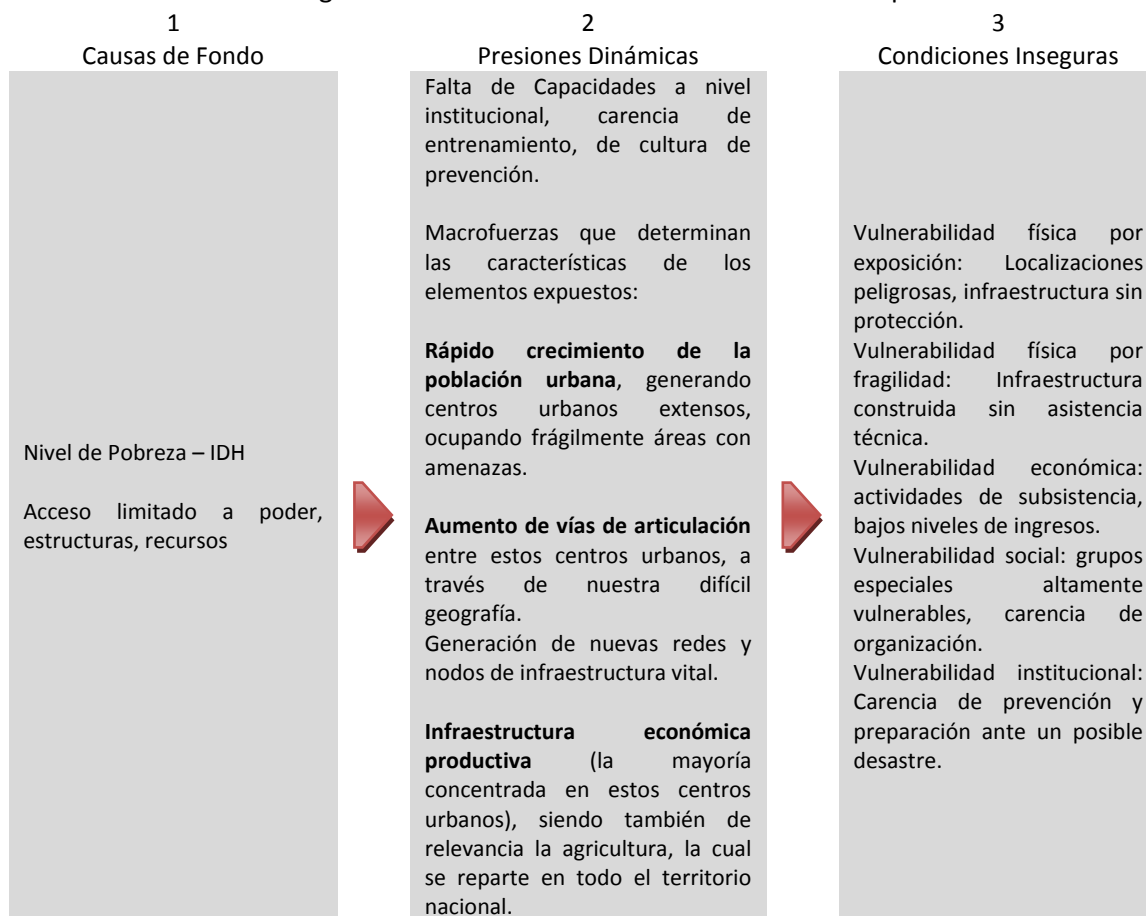 1
Causas de Fondo
Nivel de Pobreza – IDH
Acceso limitado a poder,
estructuras, recursos
2
Presiones Dinámicas
Falta de Capacidades a nivel
institucional, carencia de
entrenamiento, de cultura de
prevención.
Macrofuerzas que determinan
las características de los
elementos expuestos:
Rápido crecimiento de la
población urbana, generando
centros urbanos extensos,
ocupando frágilmente áreas con
amenazas.
Aumento de vías de articulación
entre estos centros urbanos, a
través de nuestra difícil
geografía.
Generación de nuevas redes y
nodos de infraestructura vital.
Infraestructura económica
productiva (la mayoría
concentrada en estos centros
urbanos), siendo también de
relevancia la agricultura, la cual
se reparte en todo el territorio
nacional.
3
Condiciones Inseguras
Vulnerabilidad física por
exposición: Localizaciones
peligrosas, infraestructura sin
protección.
Vulnerabilidad física por
fragilidad: Infraestructura
construida sin asistencia
técnica.
Vulnerabilidad económica:
actividades de subsistencia,
bajos niveles de ingresos.
Vulnerabilidad social: grupos
especiales altamente
vulnerables, carencia de
organización.
Vulnerabilidad institucional:
Carencia de prevención y
preparación ante un posible
desastre.